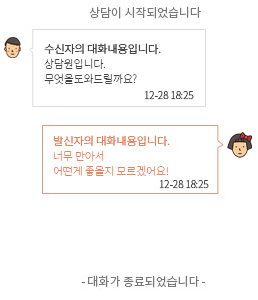 상담이 시작되었습니다
수신자의 대화내용입니다.
상담원입니다.
무엇을도와드릴까요?
12-28 18:25
발신자의 대화내용입니다.
너무 만아서
어떤게 좋을지 모르겠어요!
12-28 18:25
- 대화가 종료되었습니다 -